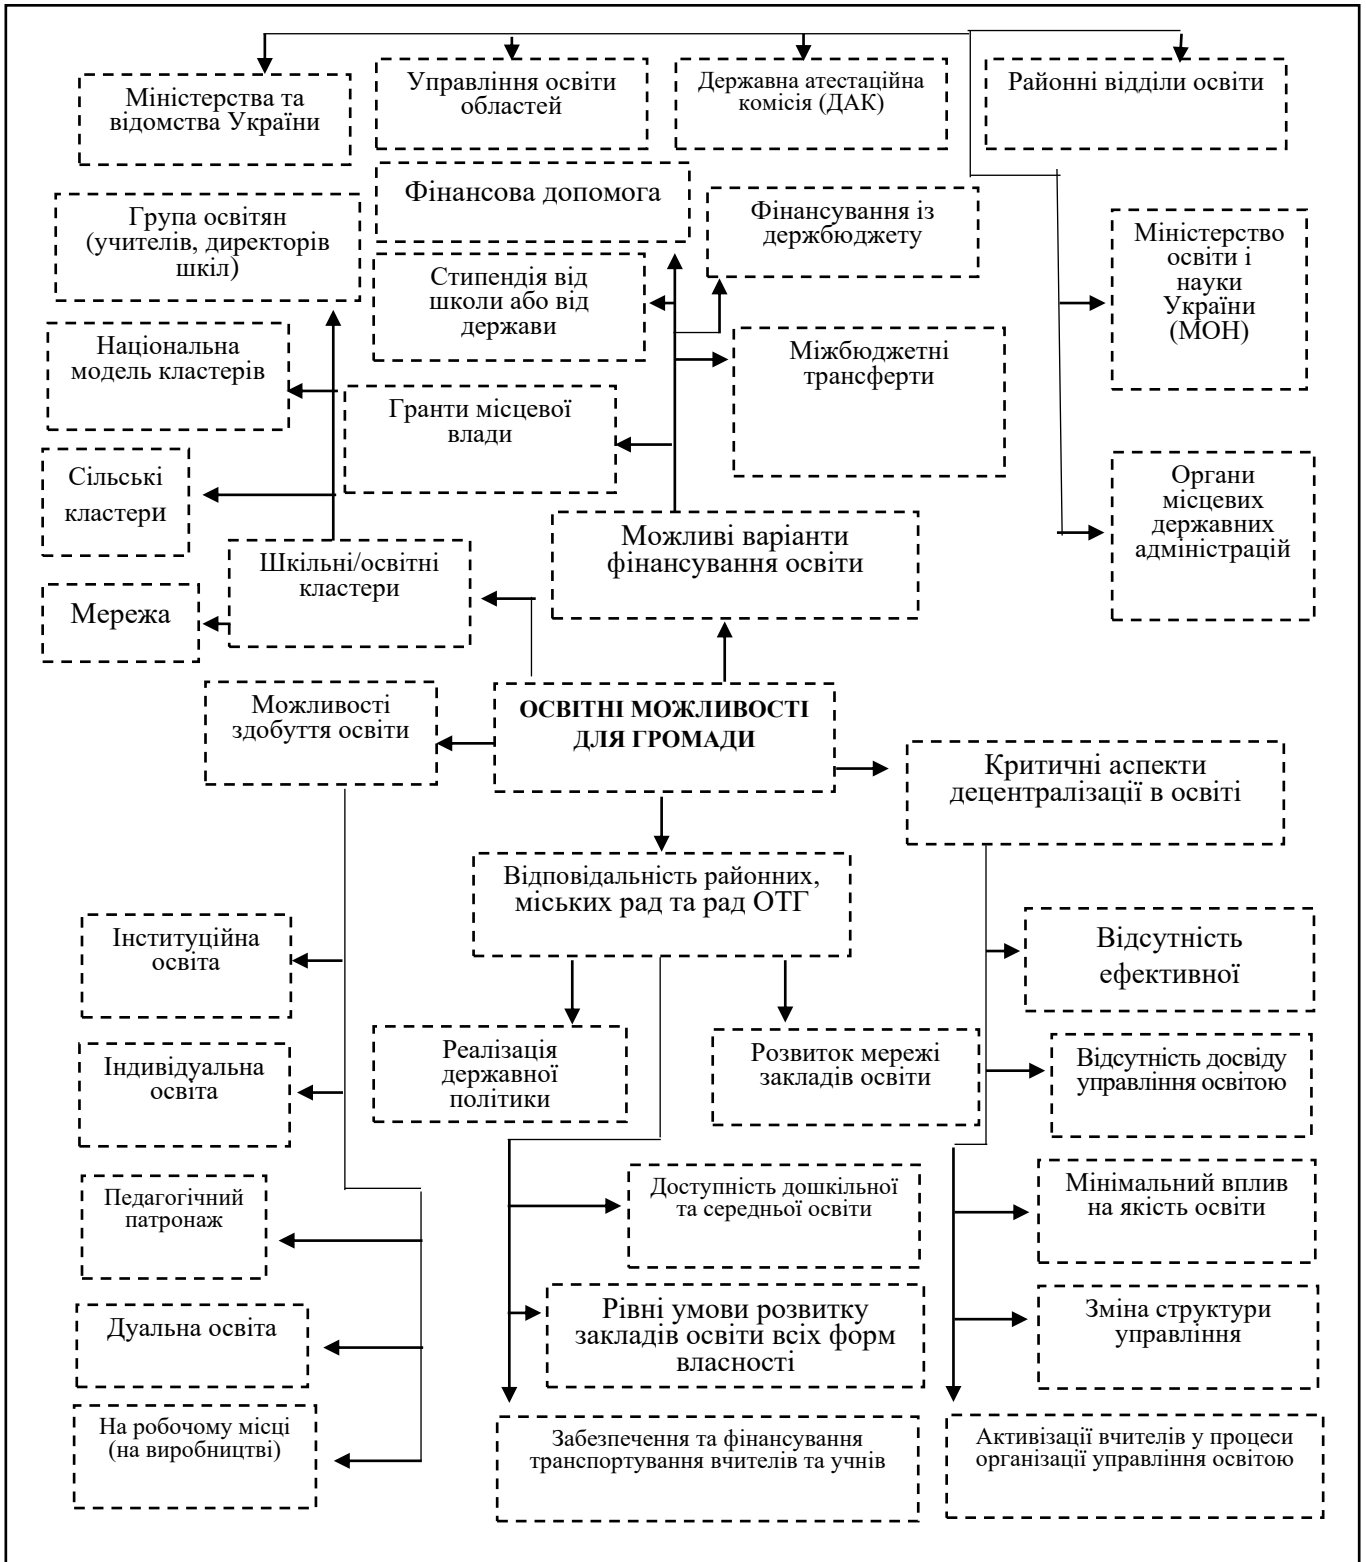 Міністерства та
відомства України
Управління освіти
областей
Державна атестаційна
комісія (ДАК)
Районні відділи освіти
Фінансова допомога
Група освітян
(учителів, директорів
шкіл)
Фінансування із
держбюджету
Міністерство
освіти і
науки
України
(МОН)
Стипендія від
школи або від
держави
Національна
модель кластерів
Міжбюджетні
трансферти
Гранти місцевої
влади
Сільські
кластери
Органи
місцевих
державних
адміністрацій
Можливі варіанти
фінансування освіти
Шкільні/освітні
кластери
Мережа
Можливості
здобуття освіти
ОСВІТНІ МОЖЛИВОСТІ
ДЛЯ ГРОМАДИ
Критичні аспекти
децентралізації в освіті
Відповідальність районних,
міських рад та рад ОТГ
Інституційна
освіта
Відсутність
ефективної
Реалізація
державної
політики
Розвиток мережі
закладів освіти
Індивідуальна
освіта
Відсутність досвіду
управління освітою
Педагогічний
патронаж
Доступність дошкільної
та середньої освіти
Мінімальний вплив
на якість освіти
Дуальна освіта
Рівні умови розвитку
закладів освіти всіх форм
власності
Зміна структури
управління
На робочому місці
(на виробництві)
Забезпечення та фінансування
транспортування вчителів та учнів
Активізації вчителів у процеси
організації управління освітою